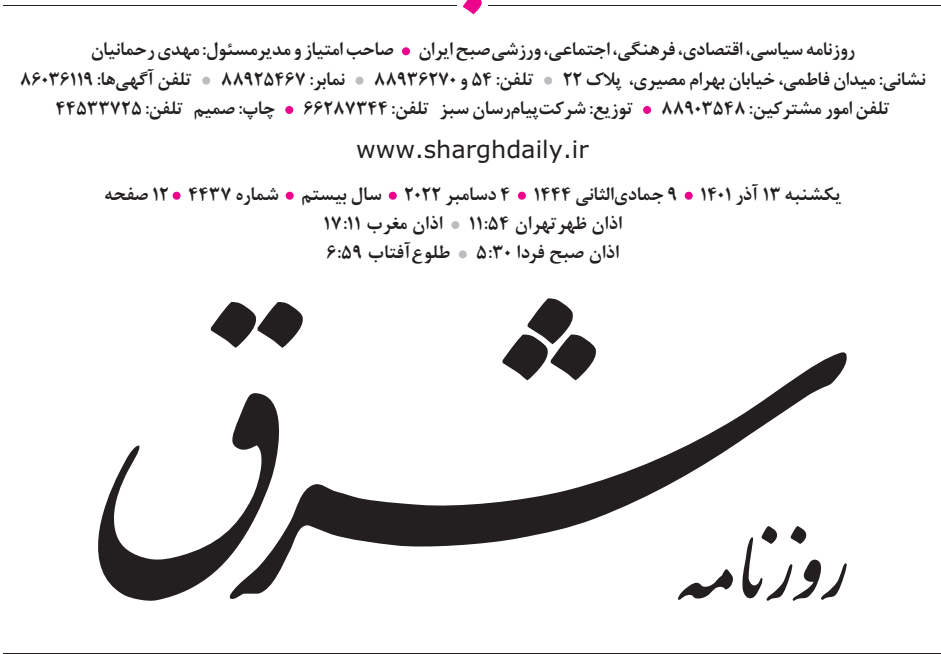 روزنامه سیاسی، اقتصادی، فرهنگی، اجتماعی، ورزشی صبح ایران ● صاحب امتیاز و مدیرمسئول: مهدی رحمانیان
نشانی: میدان فاطمی، خیابان بهرام مصیری، پلاک ۲۲ ● تلفن: ۵۴ و ۸۸۹۳۶۲۷۰ ● نمابر: ۸۸۹۲۵۴۶۷ ● تلفن آگهی‌ها: ۸۶۰۳۶۱۱۹
تلفن امور مشترکین: ۸۸۹۰۳۵۴۸ ● توزیع: شرکت پیام‌رسان سبز تلفن: ۶۶۲۸۷۳۴۴ ● چاپ: صمیم تلفن: ۴۴۵۳۳۷۲۵
www.sharghdaily.ir
یکشنبه ۱۳ آذر ۱۴۰۱ ● ۹ جمادی‌الثانی ۱۴۴۴ ● ۴ دسامبر ۲۰۲۲ ● سال بیستم ● شماره ۴۴۳۷ ● ۱۲ صفحه
اذان ظهر تهران ۱۱:۵۴ ● اذان مغرب ۱۷:۱۱
اذان صبح فردا ۵:۳۰ ● طلوع آفتاب ۶:۵۹
روزنامه
شرق